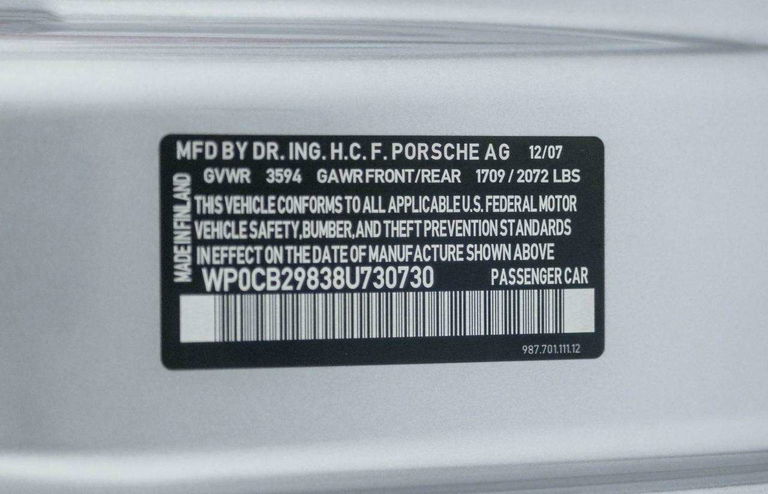 MFD BY DR. ING. H.C. F. PORSCHE AG 12/07
GVWR 3594 GAWR FRONT/REAR 1709 / 2072 LBS
MADE IN FINLAND
THIS VEHICLE CONFORMS TO ALL APPLICABLE U.S. FEDERAL MOTOR
VEHICLE SAFETY, BUMBER, AND THEFT PREVENTION STANDARDS
IN EFFECT ON THE DATE OF MANUFACTURE SHOWN ABOVE
WP0CB29838U730730 PASSENGER CAR
987.701.111.12